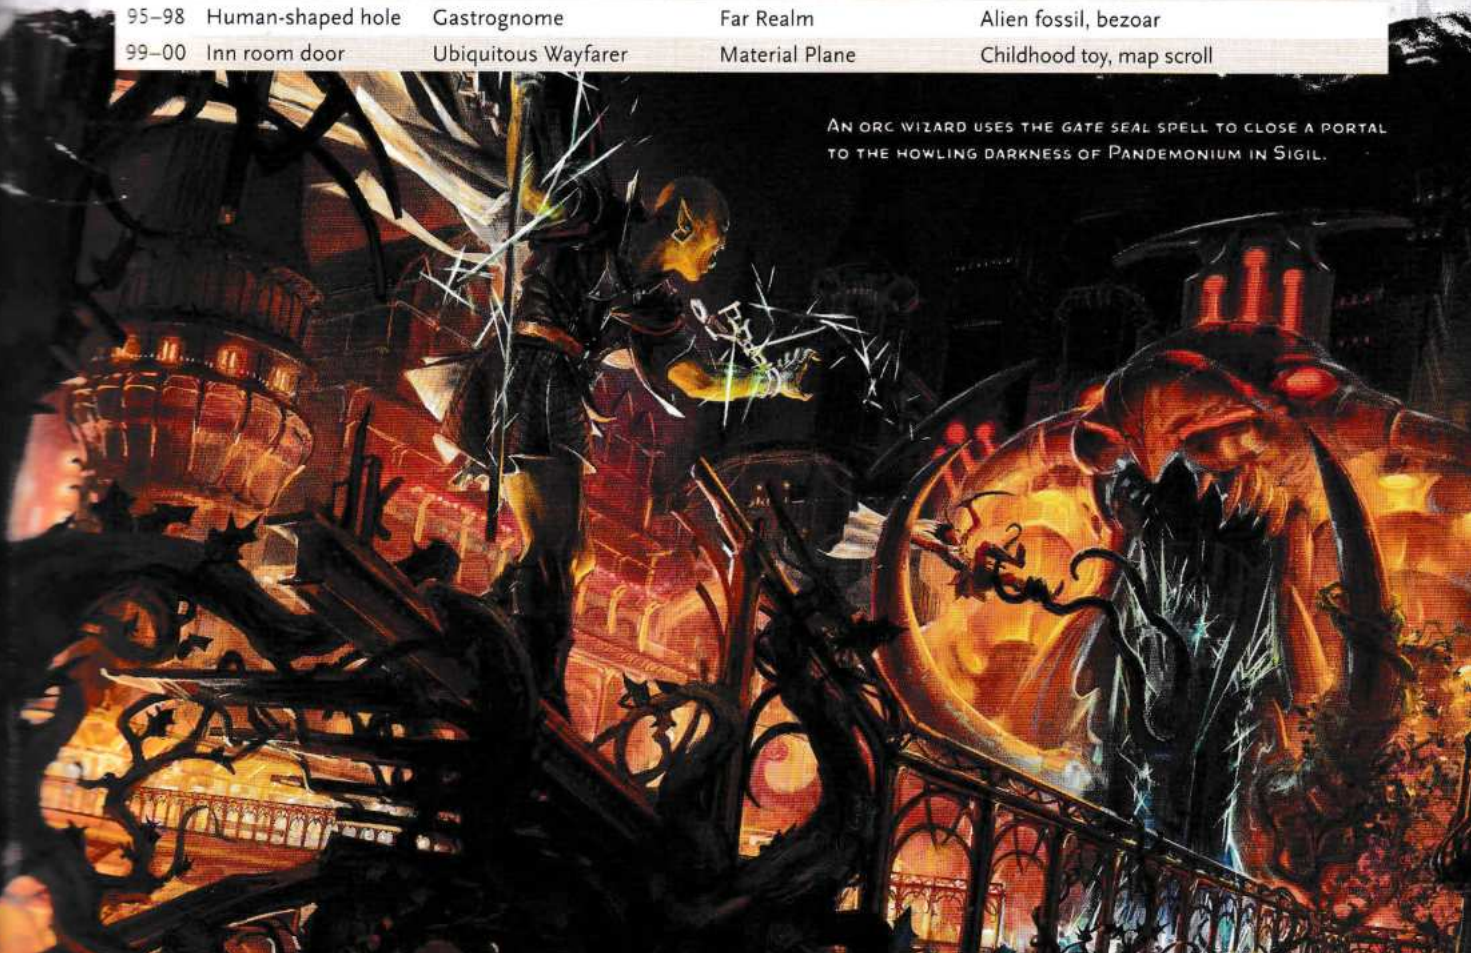 95–98 Human-shaped hole Gastrognome Far Realm Alien fossil, bezoar
99–00 Inn room door Ubiquitous Wayfarer Material Plane Childhood toy, map scroll
AN ORC WIZARD USES THE GATE SEAL SPELL TO CLOSE A PORTAL
TO THE HOWLING DARKNESS OF PANDEMONIUM IN SIGIL.